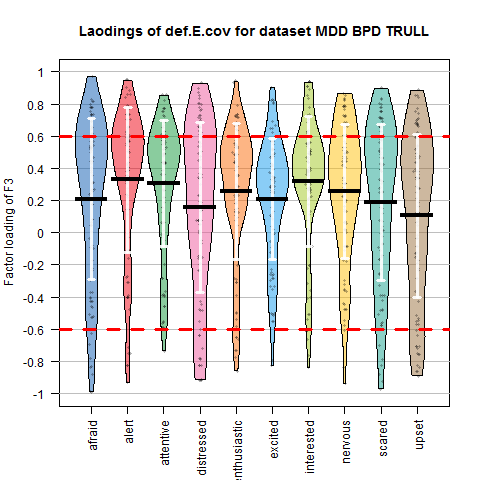 Laodings of def.E.cov for dataset MDD BPD TRULL
Factor loading of F3
1
0.8
0.6
0.4
0.2
0
-0.2
-0.4
-0.6
-0.8
-1
afraid
alert
attentive
distressed
enthusiastic
excited
interested
nervous
scared
upset